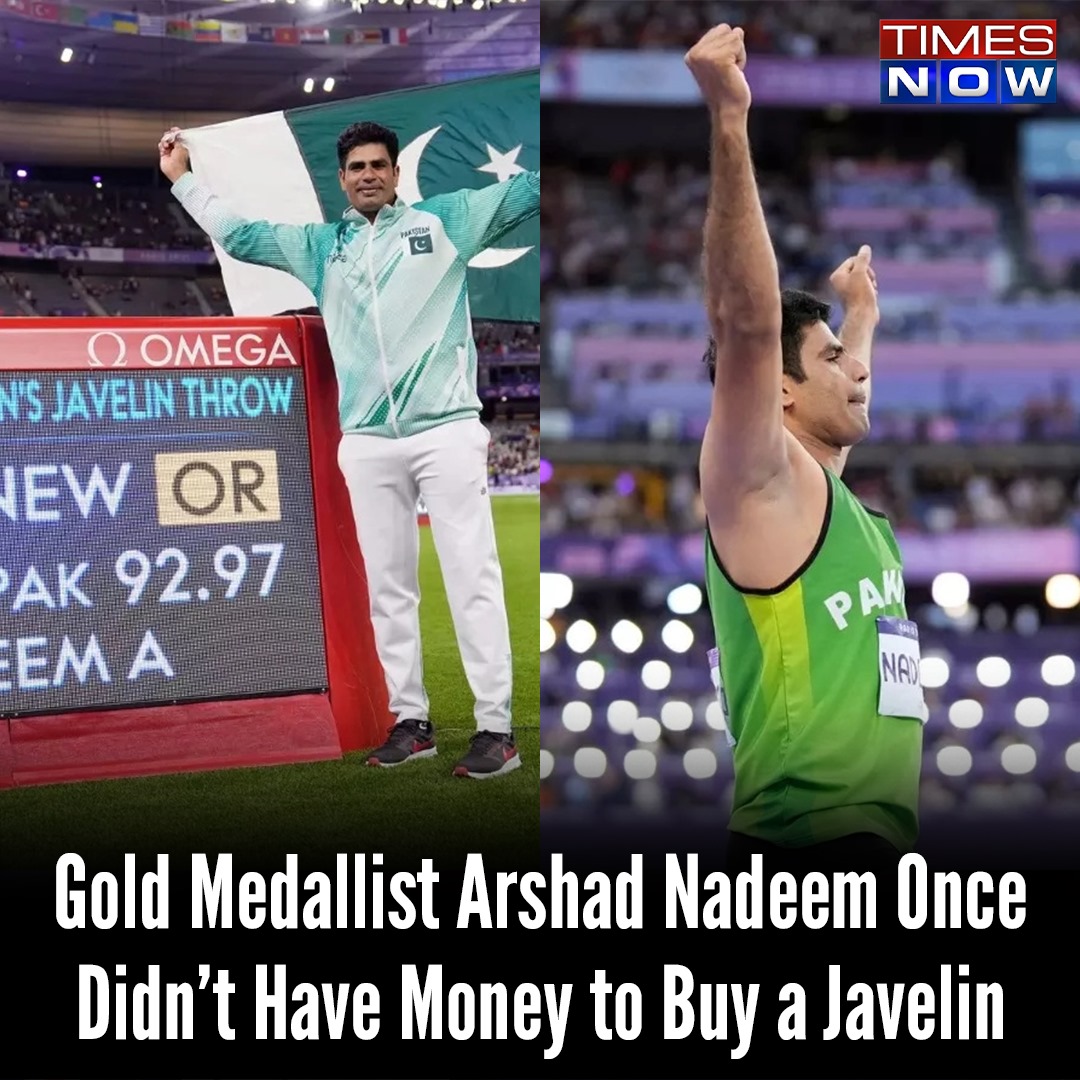 TIMES
NOW
PAKISTAN
Ω OMEGA
N'S JAVELIN THROW
NEW OR
PAK 92.97
EEM A
PAK
NAD
Gold Medallist Arshad Nadeem Once
Didn't Have Money to Buy a Javelin